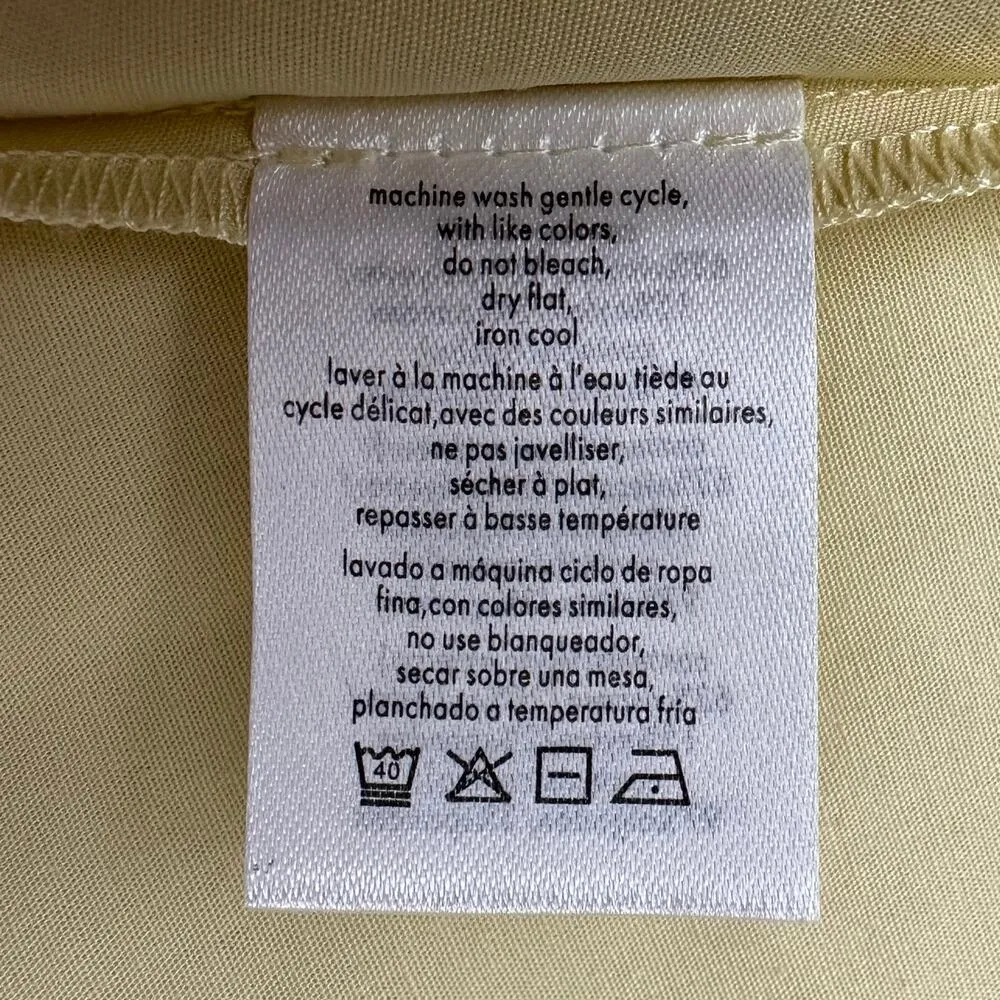 machine wash gentle cycle,
with like colors,
do not bleach,
dry flat,
iron cool
laver à la machine à l'eau tiède au
cycle délicat,avec des couleurs similaires,
ne pas javelliser,
sécher à plat,
repasser à basse température
lavado a máquina ciclo de ropa
fina,con colores similares,
no use blanqueador,
secar sobre una mesa,
planchado a temperatura fría
40